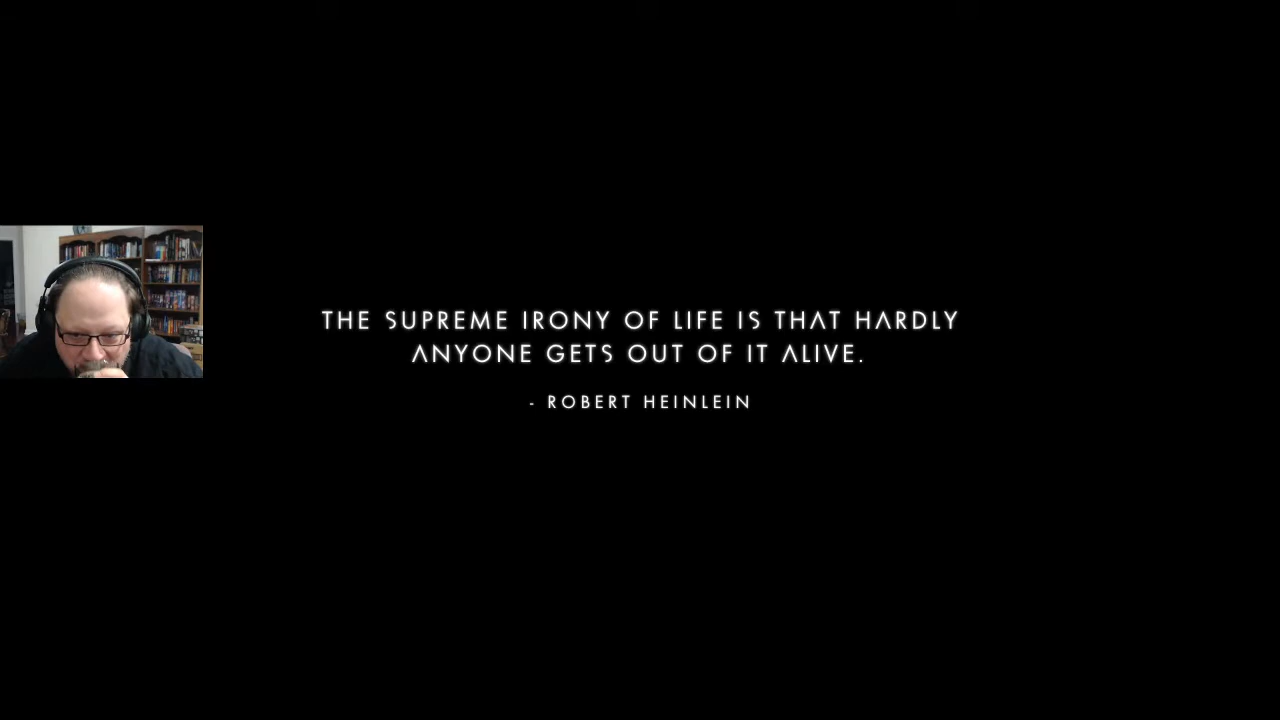 THE SUPREME IRONY OF LIFE IS THAT HARDLY
ANYONE GETS OUT OF IT ALIVE.
- ROBERT HEINLEIN